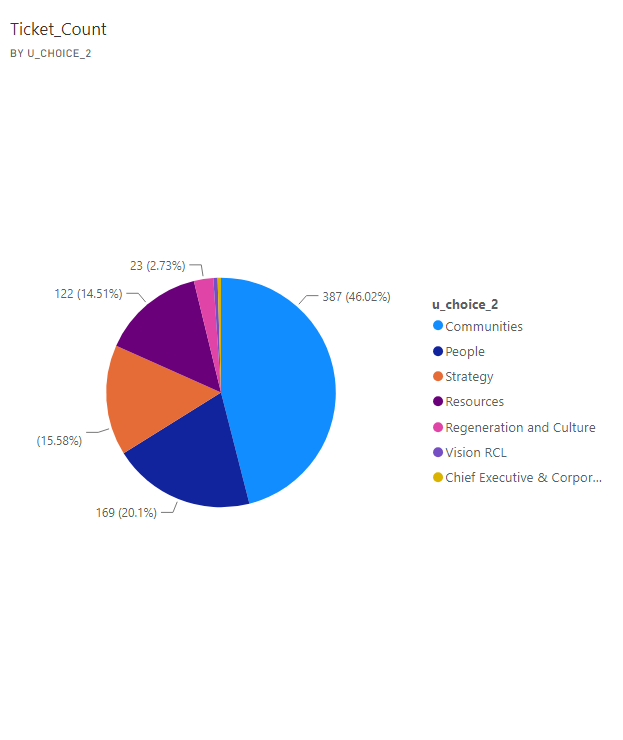 Ticket_Count
BY U_CHOICE_2
23 (2.73%)
122 (14.51%)
387 (46.02%)
(15.58%)
169 (20.1%)
u_choice_2
Communities
People
Strategy
Resources
Regeneration and Culture
Vision RCL
Chief Executive & Corpor...